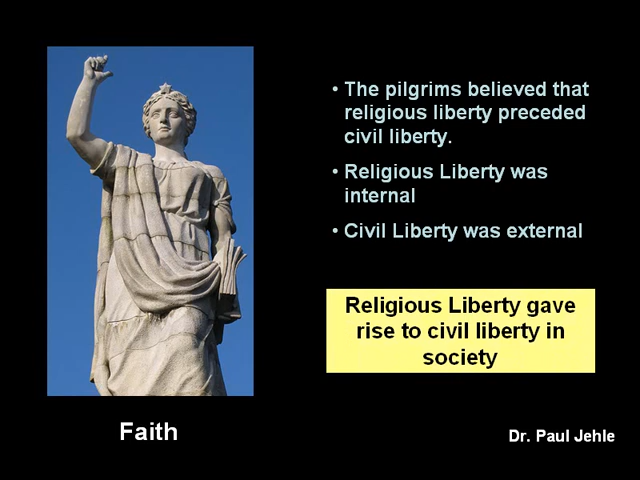 • The pilgrims believed that
religious liberty preceded
civil liberty.
• Religious Liberty was
internal
• Civil Liberty was external
Religious Liberty gave
rise to civil liberty in
society
Faith
Dr. Paul Jehle